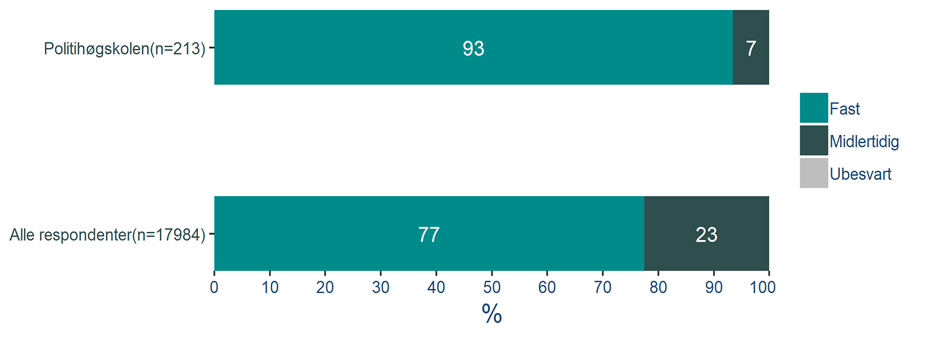 Politihøgskolen(n=213)
93
7
Fast
Midlertidig
Ubesvart
Alle respondenter(n=17984)
77
23
0 10 20 30 40 50 60 70 80 90 100
%